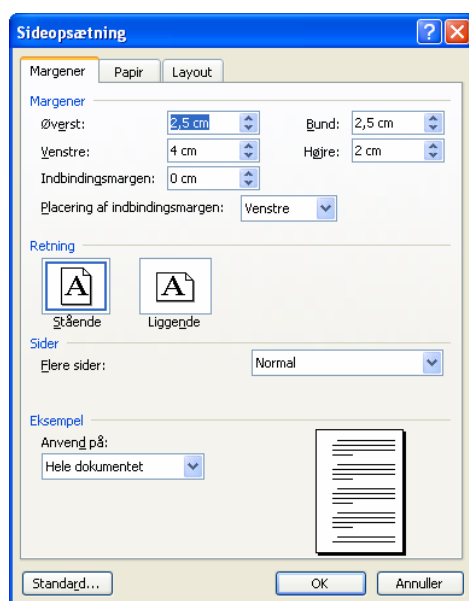 Sideopsætning
Margener Papir Layout
Margener
Øverst: 2,5 cm Bund: 2,5 cm
Venstre: 4 cm Højre: 2 cm
Indbindingsmargen: 0 cm
Placering af indbindingsmargen: Venstre
Retning
A A
Stående Liggende
Sider
Flere sider: Normal
Eksempel
Anvend på:
Hele dokumentet
Standard... OK Annuller